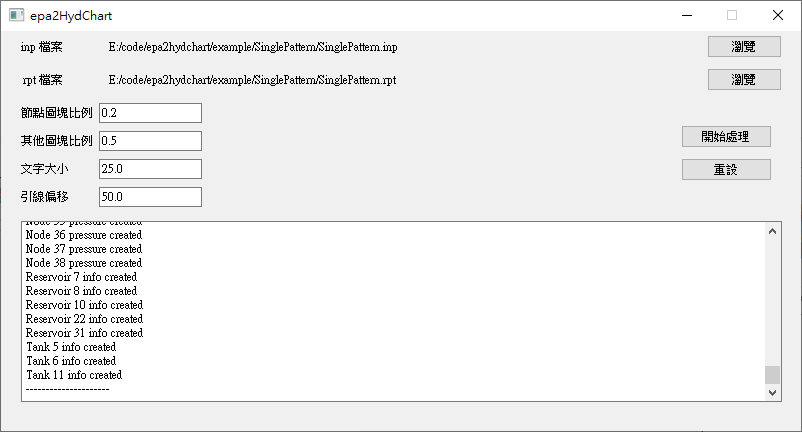 epa2HydChart
inp 檔案 E:/code/epa2hydchart/example/SinglePattern/SinglePattern.inp 瀏覽
rpt 檔案 E:/code/epa2hydchart/example/SinglePattern/SinglePattern.rpt 瀏覽
節點圖塊比例 0.2
其他圖塊比例 0.5 開始處理
文字大小 25.0 重設
引線偏移 50.0
Node 35 pressure created
Node 36 pressure created
Node 37 pressure created
Node 38 pressure created
Reservoir 7 info created
Reservoir 8 info created
Reservoir 10 info created
Reservoir 22 info created
Reservoir 31 info created
Tank 5 info created
Tank 6 info created
Tank 11 info created
---------------------